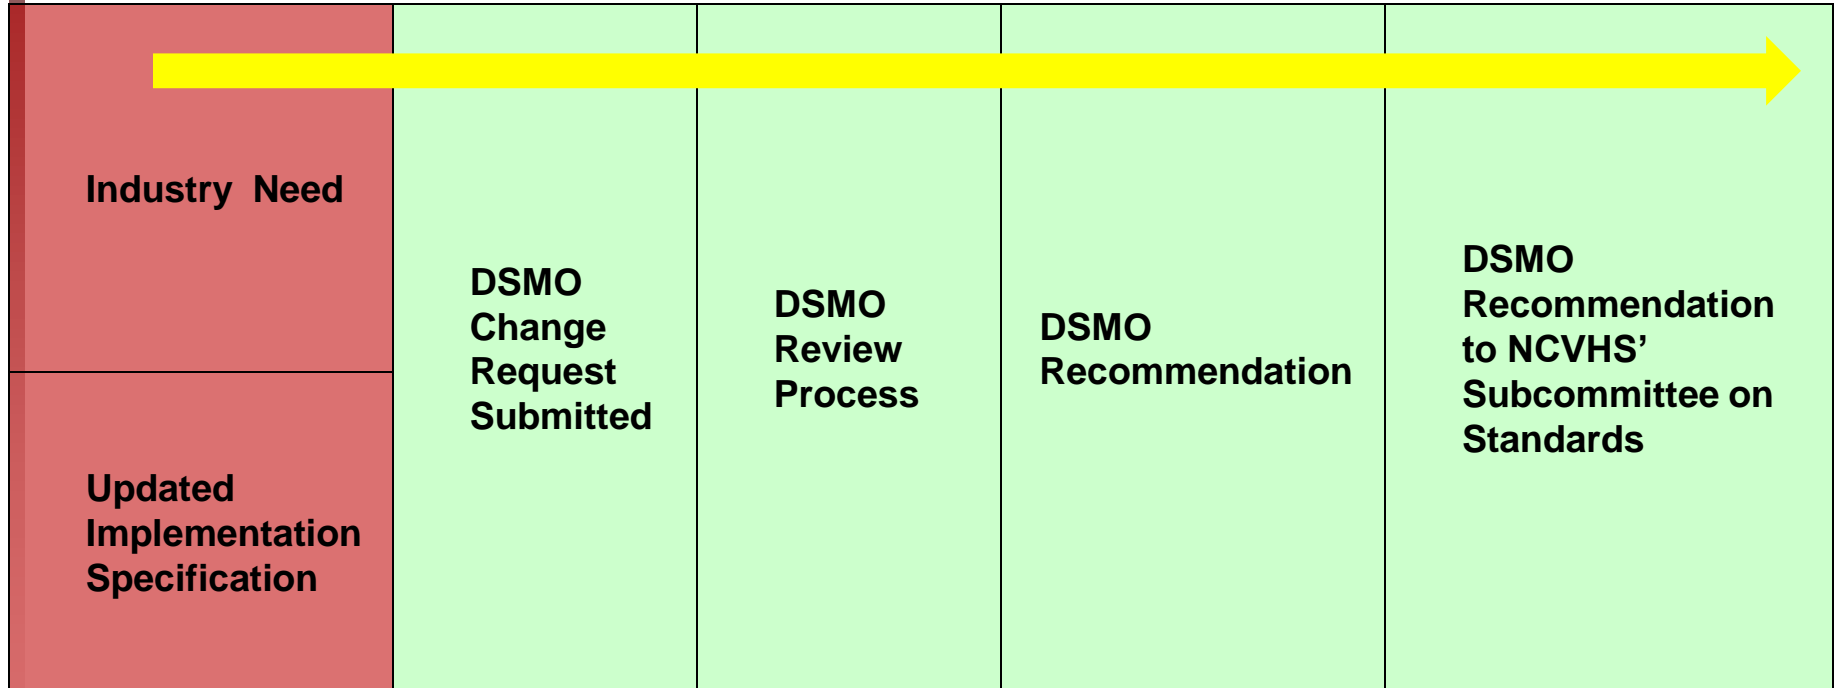 Industry  Need
Updated
Implementation
Specification
DSMO
Change
Request
Submitted
DSMO
Review
Process
DSMO
Recommendation
DSMO
Recommendation
to NCVHS’
Subcommittee on
Standards